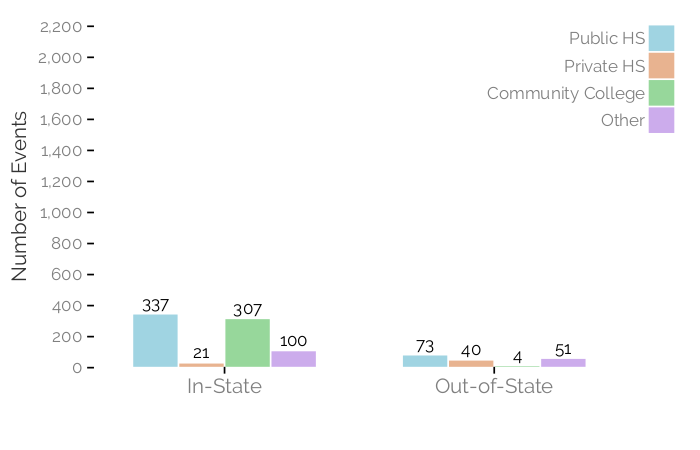 Number of Events
2,200
2,000
1,800
1,600
1,400
1,200
1,000
800
600
400
200
0
Public HS
Private HS
Community College
Other
337
21
307
100
73
40
4
51
In-State
Out-of-State